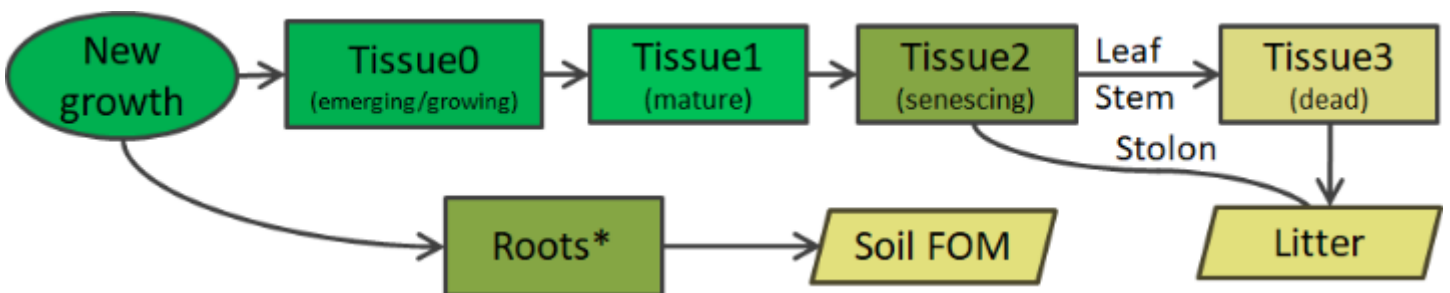 New
growth
Tissue0
(emerging/growing)
Tissue1
(mature)
Tissue2
(senescing)
Leaf
Stem
Stolon
Tissue3
(dead)
Roots*
Soil FOM
Litter